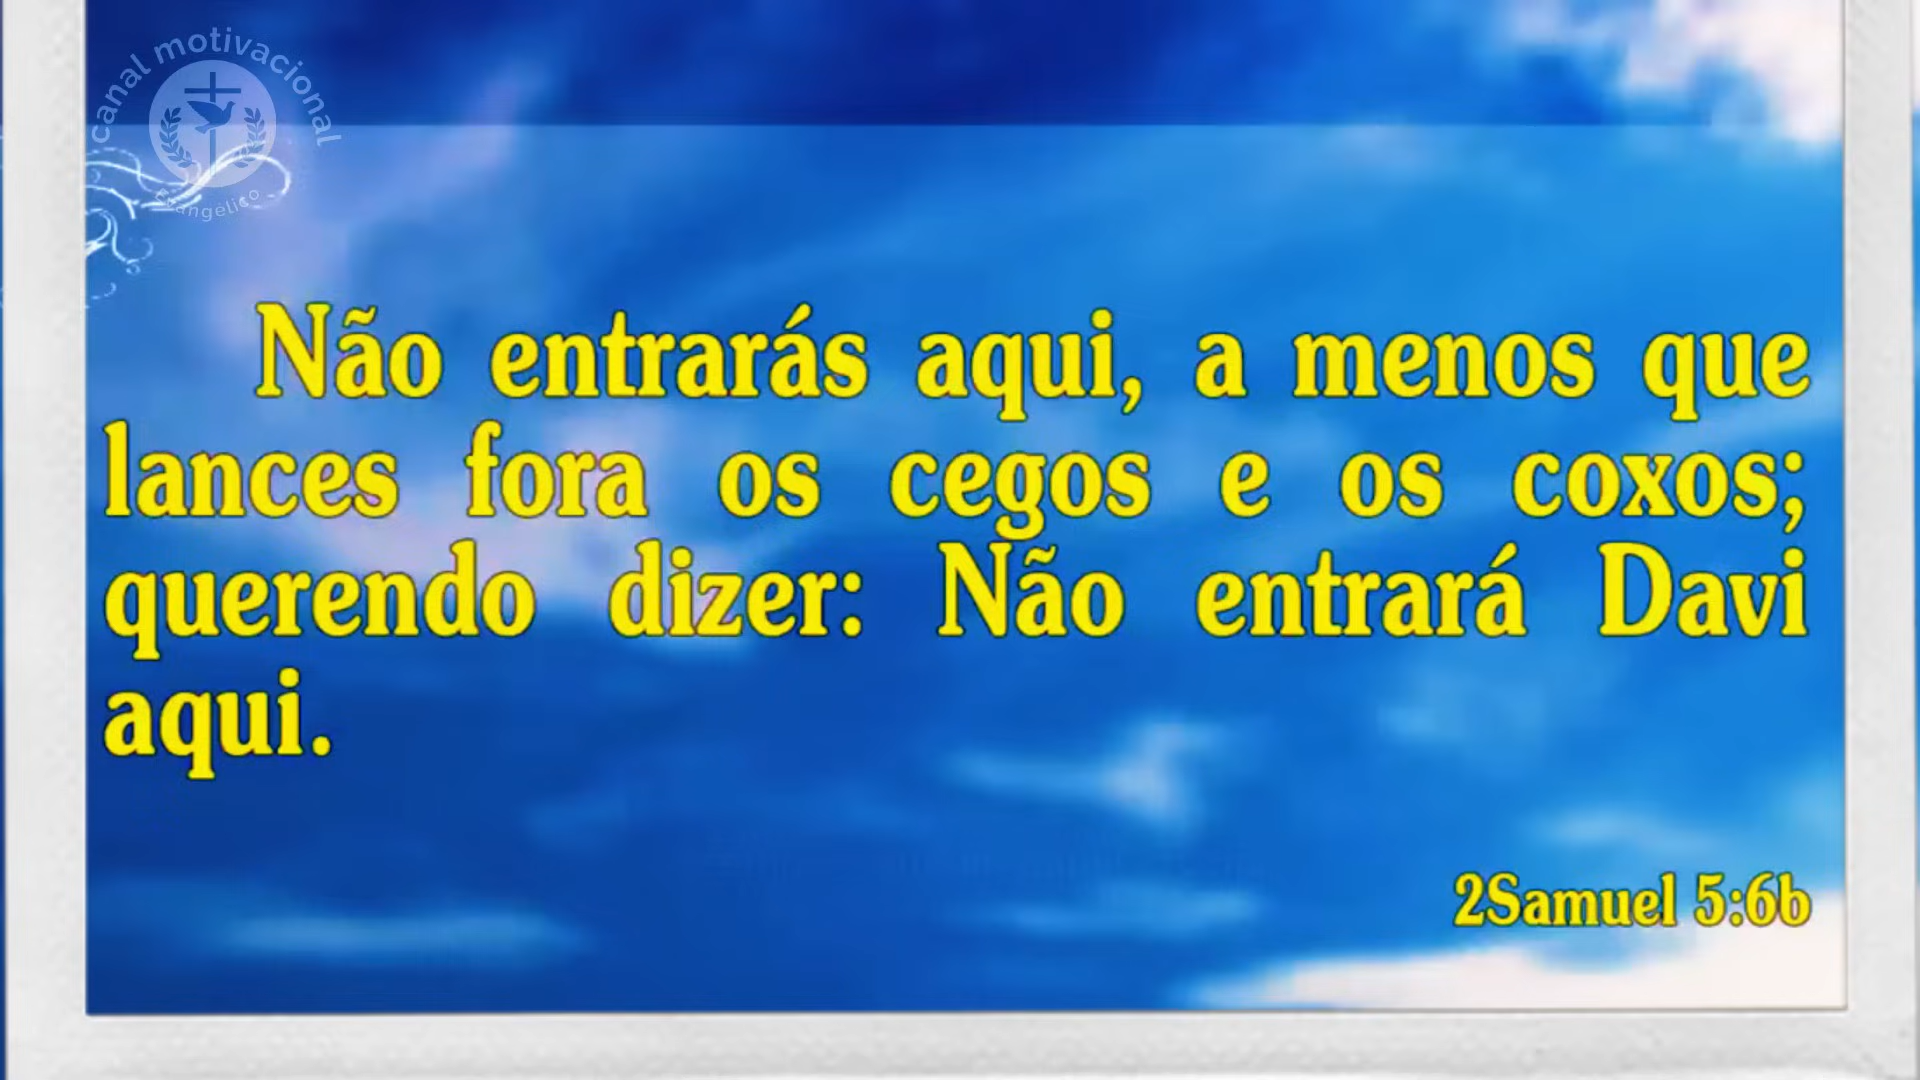 canal motivacional
Evangélico
Não entrarás aqui, a menos que
lances fora os cegos e os coxos;
querendo dizer: Não entrará Davi
aqui.
2Samuel 5:6b